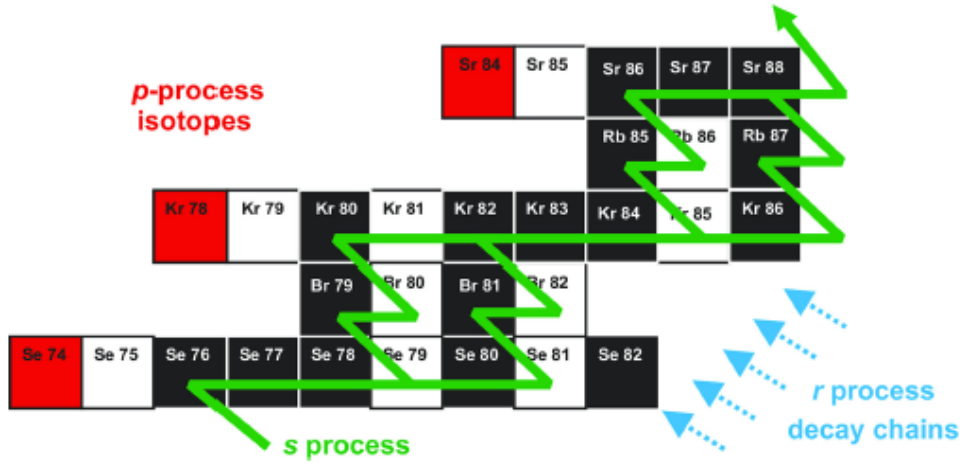 Sr 84 Sr 85 Sr 86 Sr 87 Sr 88
p-process
isotopes
Rb 85 Rb 86 Rb 87
Kr 78 Kr 79 Kr 80 Kr 81 Kr 82 Kr 83 Kr 84 Kr 85 Kr 86
Br 79 Br 80 Br 81 Br 82
Se 74 Se 75 Se 76 Se 77 Se 78 Se 79 Se 80 Se 81 Se 82
r process
decay chains
s process